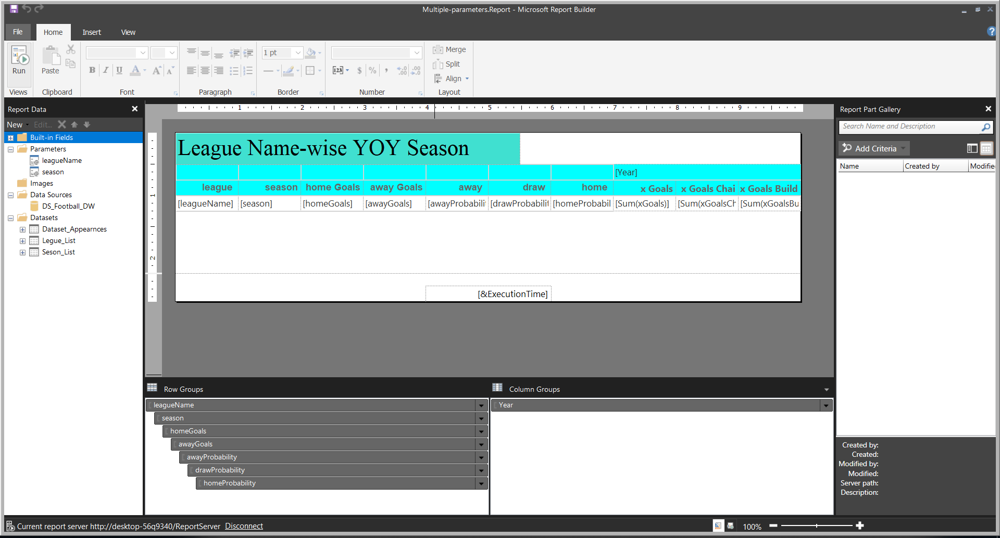 Multiple-parameters.Report - Microsoft Report Builder
File Home Insert View
Run
Paste
B I U A A A
1 pt
$ % ,
Merge
Split
Align
Views Clipboard Font Paragraph Border Number Layout
Report Data
New Edit...
Built-in Fields
Parameters
leagueName
season
Images
Data Sources
DS_Football_DW
Datasets
Dataset_Appearnces
Legue_List
Seson_List
1 2 3 4 5 6 7 8 9
1
2
League Name-wise YOY Season
[Year]
league season home Goals away Goals away draw home x Goals x Goals Chai x Goals Build
[leagueName] [season] [homeGoals] [awayGoals] [awayProbabili [drawProbabilit [homeProbabil [Sum(xGoals)] [Sum(xGoalsCh [Sum(xGoalsBu
[&ExecutionTime]
Row Groups
leagueName
season
homeGoals
awayGoals
awayProbability
drawProbability
homeProbability
Column Groups
Year
Report Part Gallery
Search Name and Description
Add Criteria
Name Created by Modifie
Created by:
Created:
Modified by:
Modified:
Server path:
Description:
Current report server http://desktop-56q9340/ReportServer Disconnect
100%